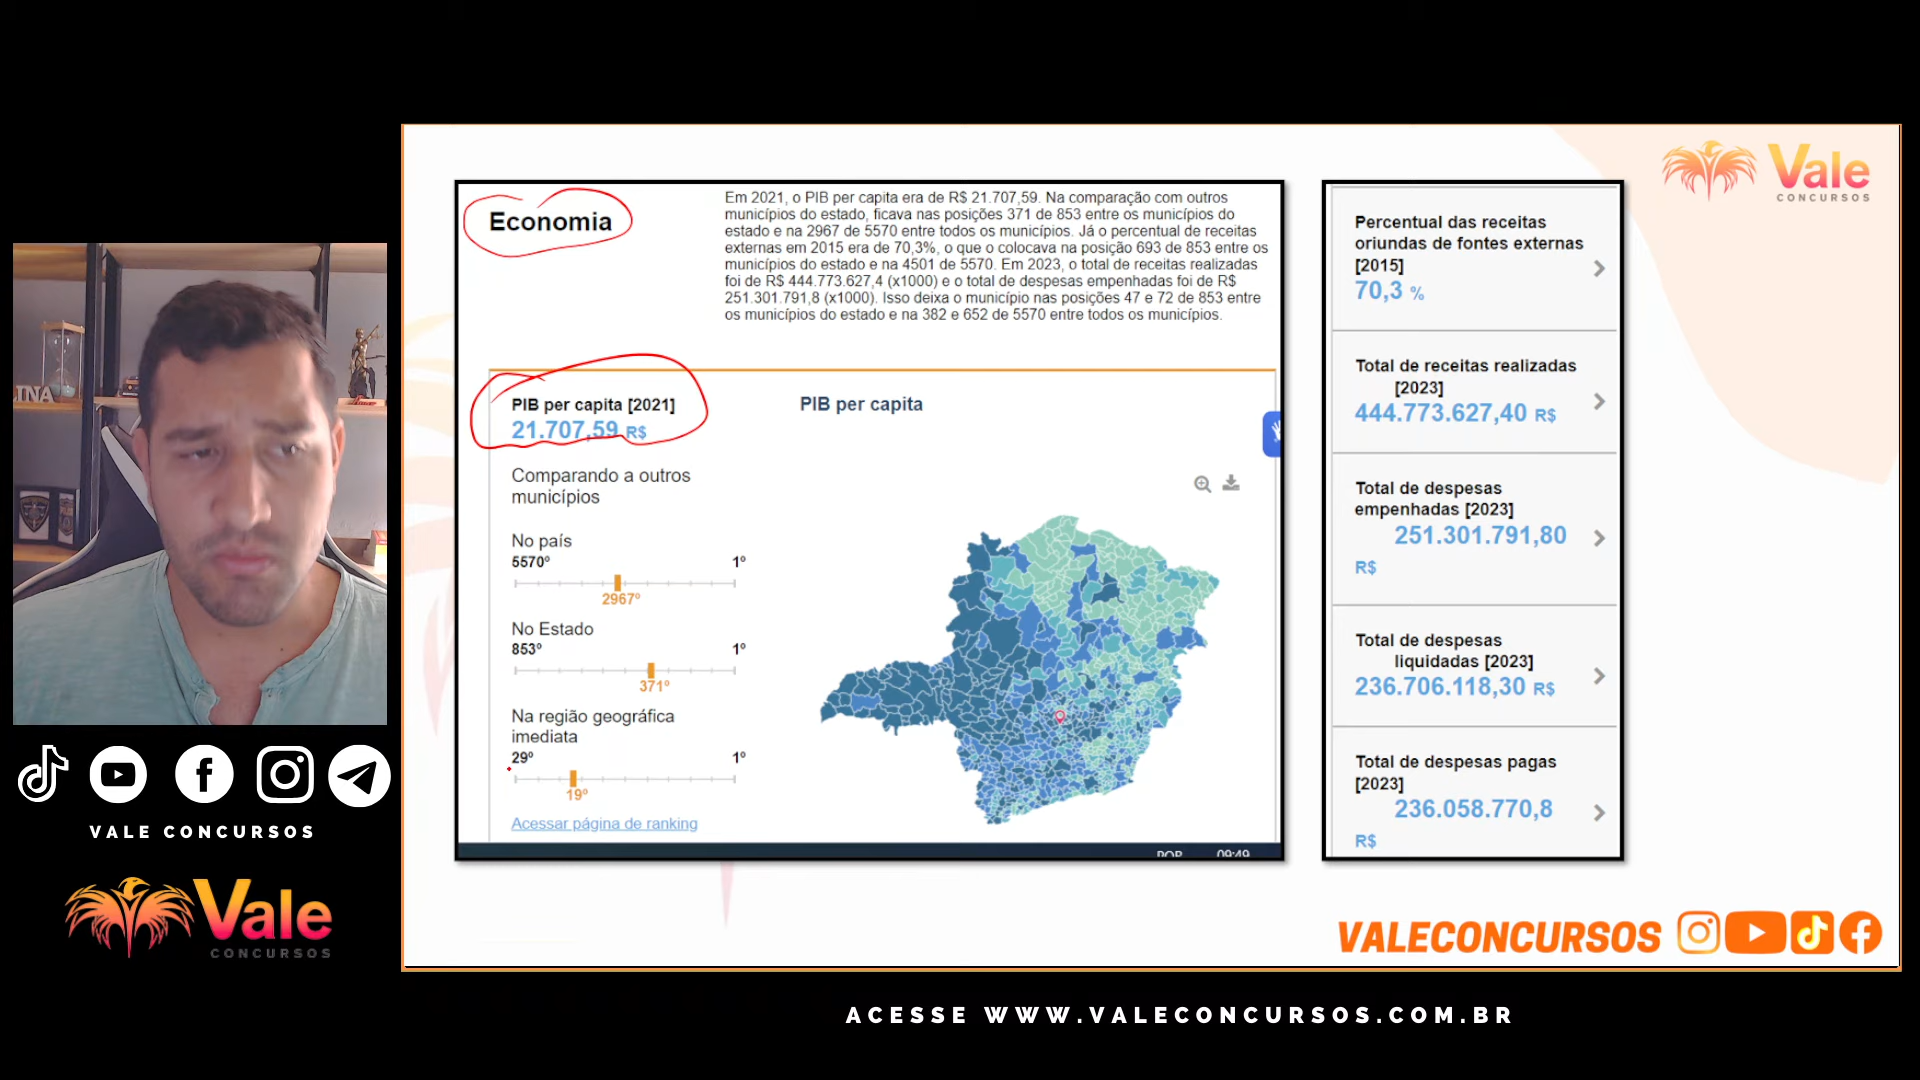 INA
VALE CONCURSOS
Vale
CONCURSOS
Vale
CONCURSOS
Economia
Em 2021, o PIB per capita era de R$ 21.707,59. Na comparação com outros
municípios do estado, ficava nas posições 371 de 853 entre os municípios do
estado e na 2967 de 5570 entre todos os municípios. Já o percentual de receitas
externas em 2015 era de 70,3%, o que o colocava na posição 693 de 853 entre os
municípios do estado e na 4501 de 5570. Em 2023, o total de receitas realizadas
foi de R$ 444.773.627,4 (x1000) e o total de despesas empenhadas foi de R$
251.301.791,8 (x1000). Isso deixa o município nas posições 47 e 72 de 853 entre
os municípios do estado e na 382 e 652 de 5570 entre todos os municípios.
PIB per capita [2021]
21.707,59 R$
Comparando a outros
municípios
No país
5570º 1º
2967º
No Estado
853º 1º
371º
Na região geográfica
imediata
29º 1º
19º
Acessar página de ranking
PIB per capita
POR 09:49
Percentual das receitas
oriundas de fontes externas
[2015]
70,3 %
Total de receitas realizadas
[2023]
444.773.627,40 R$
Total de despesas
empenhadas [2023]
251.301.791,80
R$
Total de despesas
liquidadas [2023]
236.706.118,30 R$
Total de despesas pagas
[2023]
236.058.770,8
R$
VALECONCURSOS
ACESSE WWW.VALECONCURSOS.COM.BR